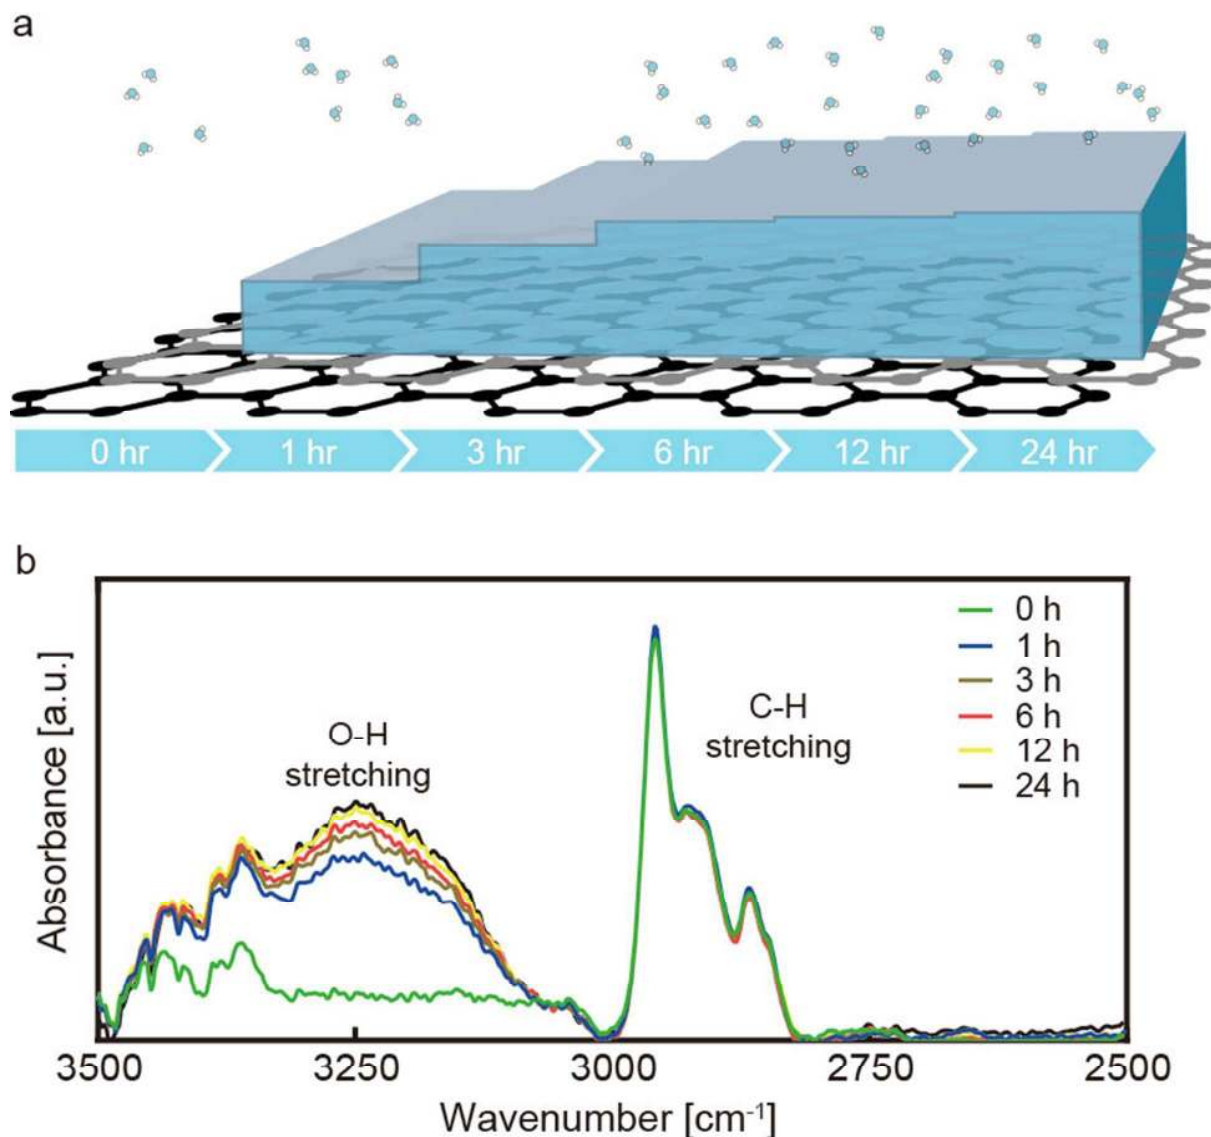 a
0 hr 1 hr 3 hr 6 hr 12 hr 24 hr
b
0 h
1 h
3 h
6 h
12 h
24 h
O-H
stretching
C-H
stretching
Absorbance [a.u.]
3500 3250 3000 2750 2500
Wavenumber [cm⁻¹]